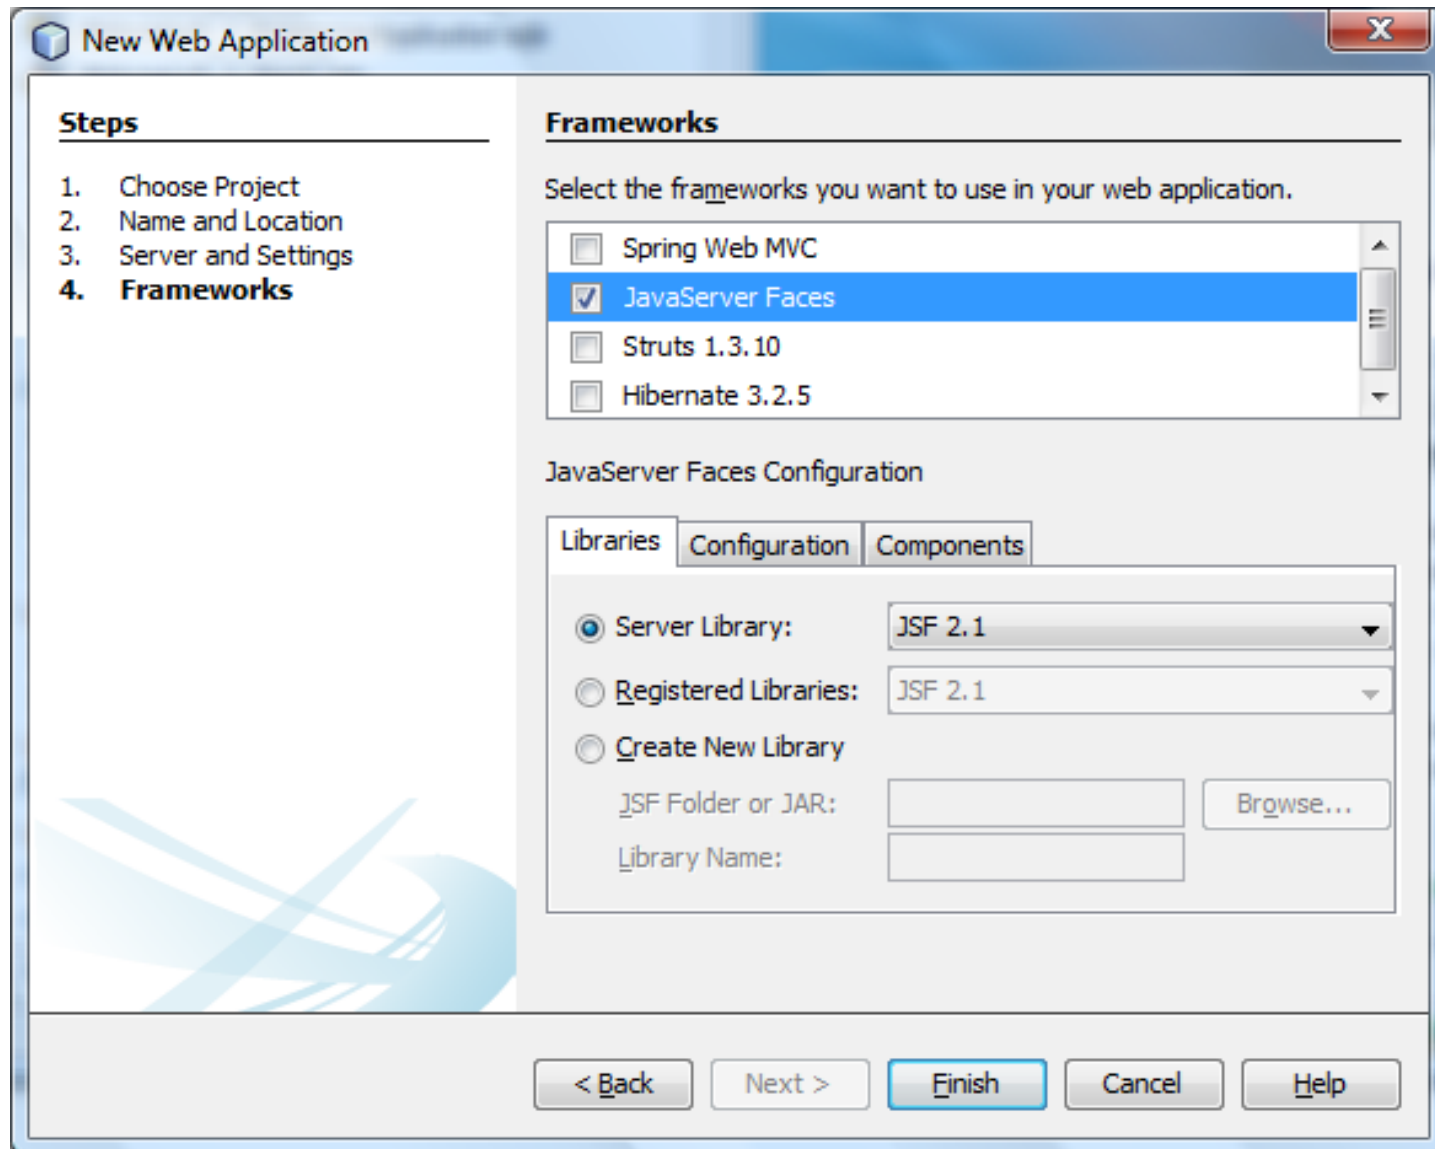 New Web Application
X
Steps
1. Choose Project
2. Name and Location
3. Server and Settings
4. Frameworks
Frameworks
Select the frameworks you want to use in your web application.
Spring Web MVC
JavaServer Faces
Struts 1.3.10
Hibernate 3.2.5
JavaServer Faces Configuration
Libraries Configuration Components
Server Library: JSF 2.1
Registered Libraries: JSF 2.1
Create New Library
JSF Folder or JAR: Browse...
Library Name:
< Back Next > Finish Cancel Help